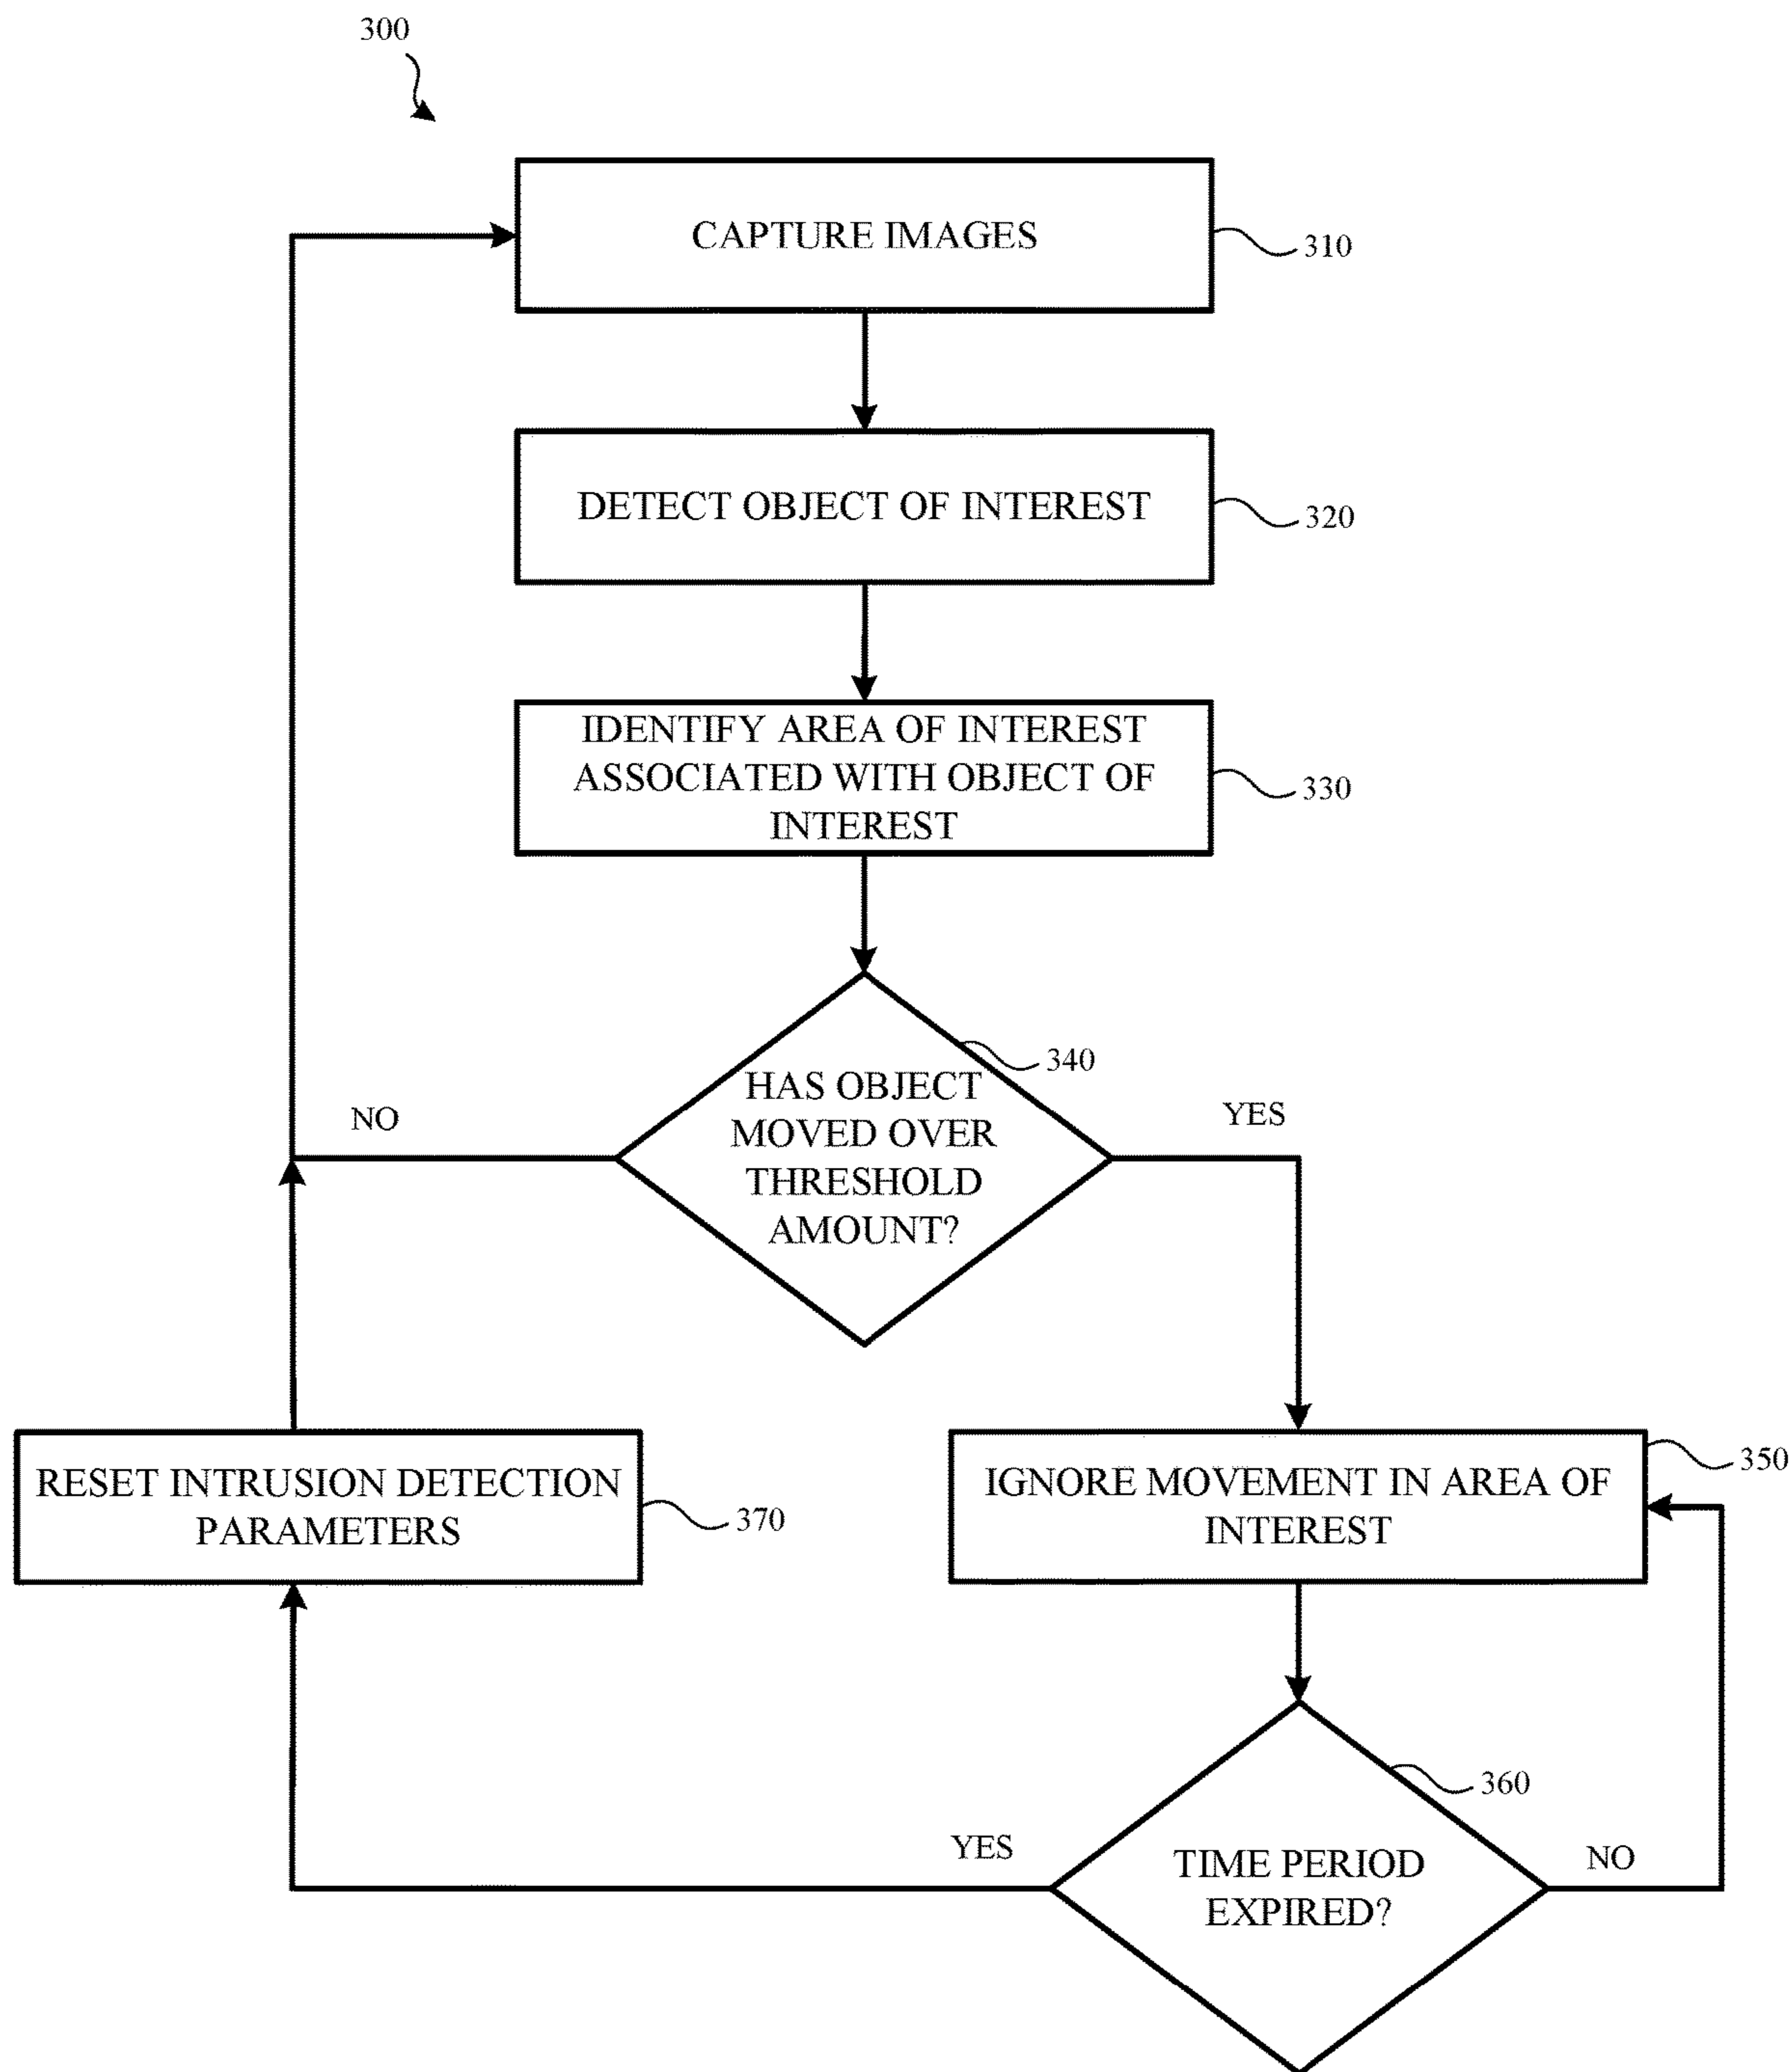 300
CAPTURE IMAGES
310
DETECT OBJECT OF INTEREST
320
IDENTIFY AREA OF INTEREST
ASSOCIATED WITH OBJECT OF
INTEREST
330
340
HAS OBJECT
MOVED OVER
THRESHOLD
AMOUNT?
NO
YES
RESET INTRUSION DETECTION
PARAMETERS
370
IGNORE MOVEMENT IN AREA OF
INTEREST
350
360
TIME PERIOD
EXPIRED?
YES
NO